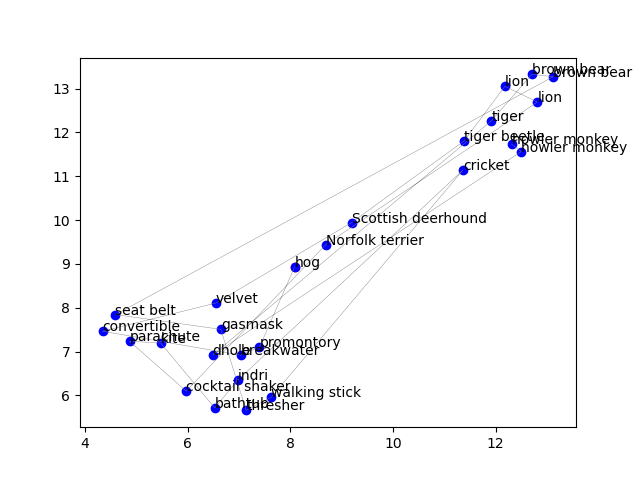 brown bear
brown bear
lion
lion
tiger
tiger beetle
howler monkey
howler monkey
cricket
Scottish deerhound
Norfolk terrier
hog
velvet
seat belt
gasmask
convertible
parachute
dhole
breakwater
promontory
indri
cocktail shaker
walking stick
bathtub
thresher
13
12
11
10
9
8
7
6
4
6
8
10
12